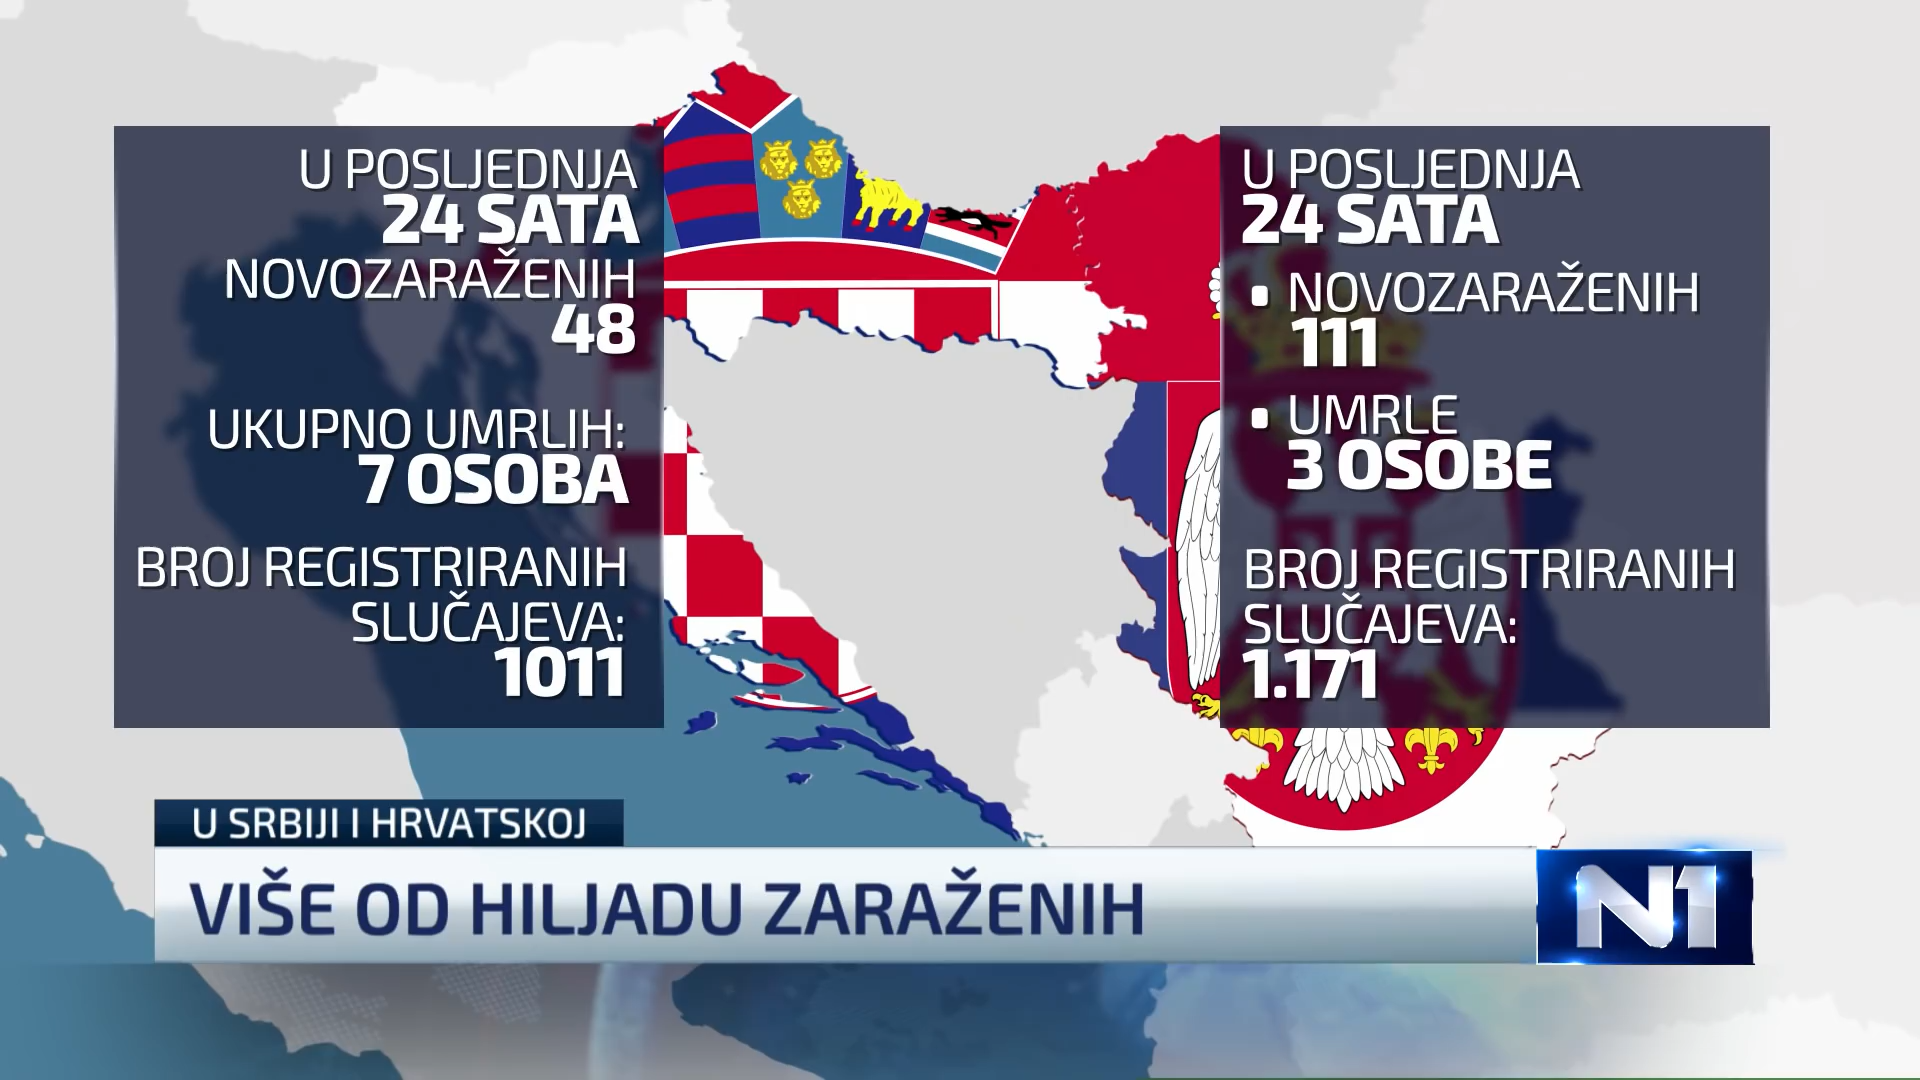 U POSLJEDNJA
24 SATA
NOVOZARAŽENIH
48
UKUPNO UMRLIH:
7 OSOBA
BROJ REGISTRIRANIH
SLUČAJEVA:
1011
U POSLJEDNJA
24 SATA
▪ NOVOZARAŽENIH
111
▪ UMRLE
3 OSOBE
BROJ REGISTRIRANIH
SLUČAJEVA:
1.171
U SRBIJI I HRVATSKOJ
VIŠE OD HILJADU ZARAŽENIH
N1